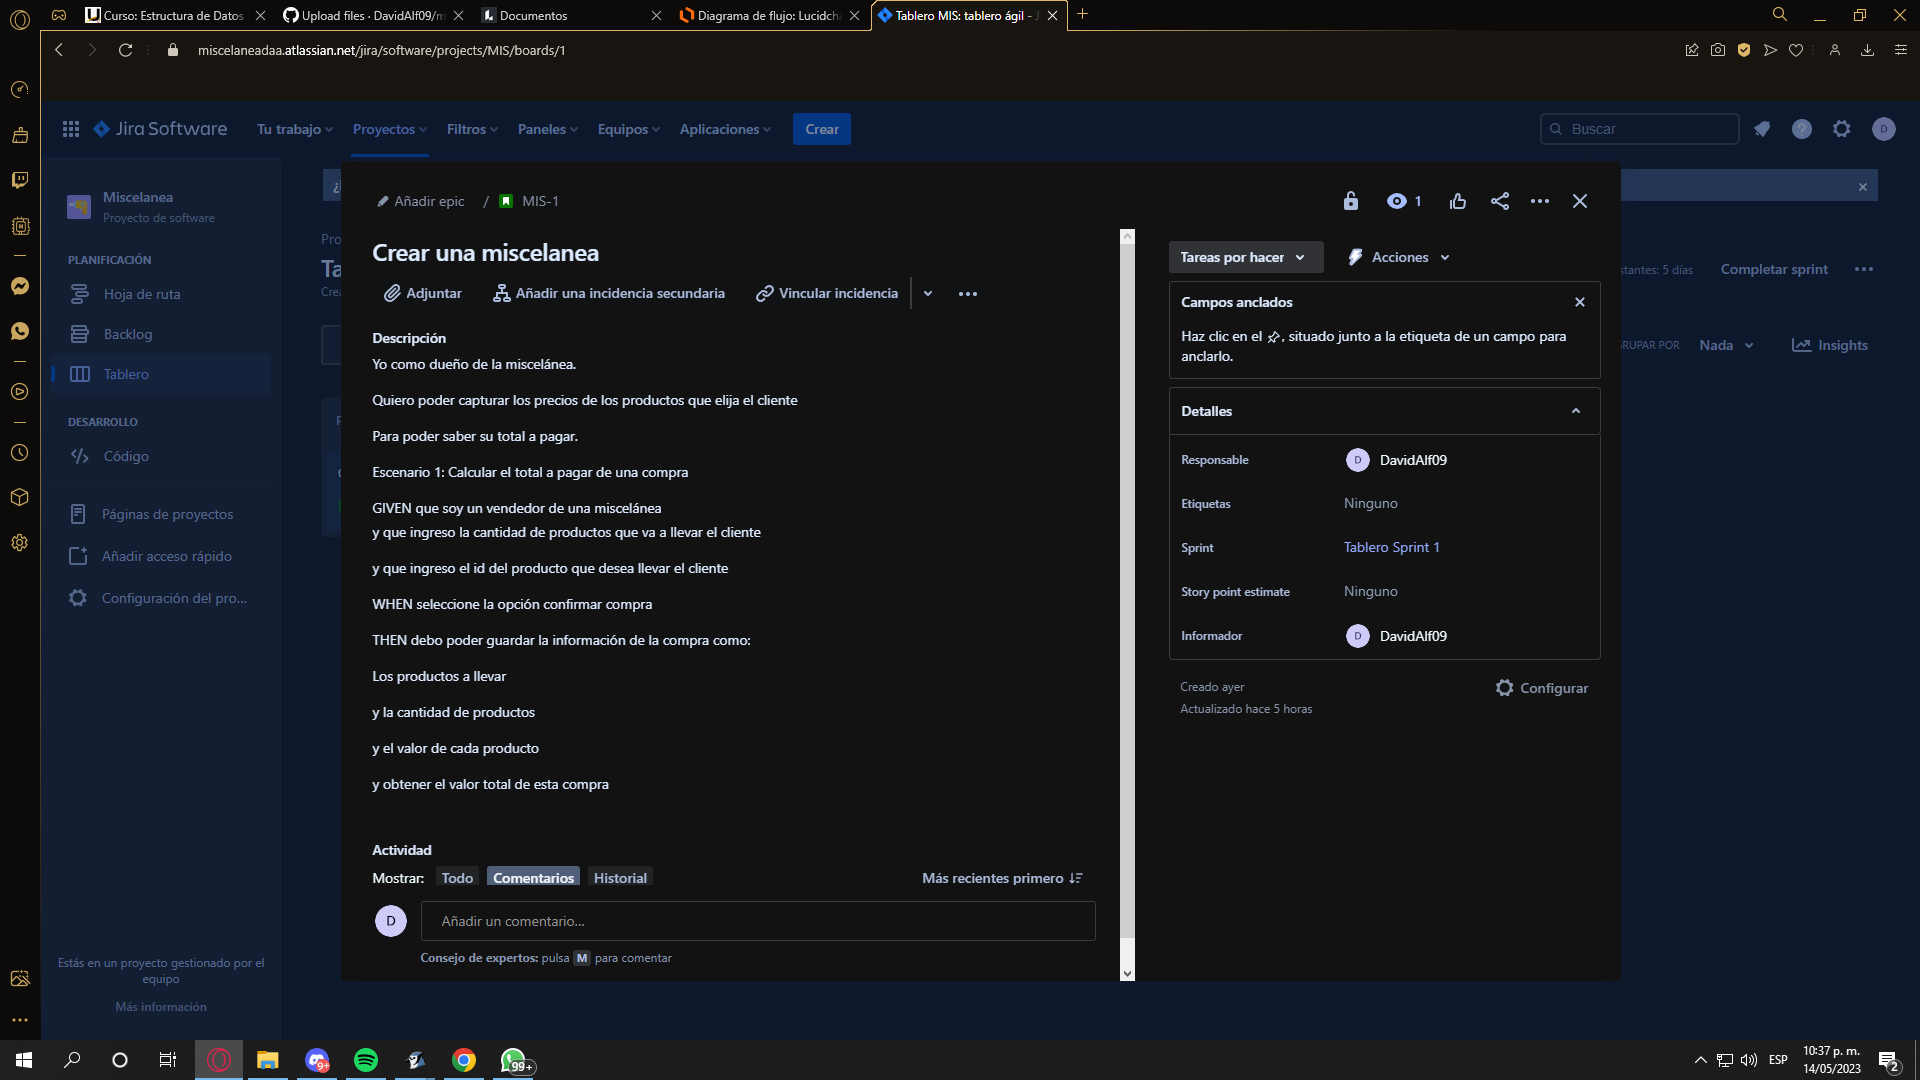 Curso: Estructura de Datos
Upload files · DavidAlf09/m
Documentos
Diagrama de flujo: Lucidch
Tablero MIS: tablero ágil - J
miscelaneadaa.atlassian.net/jira/software/projects/MIS/boards/1
Jira Software
Tu trabajo
Proyectos
Filtros
Paneles
Equipos
Aplicaciones
Crear
Buscar
D
Miscelanea
Proyecto de software
PLANIFICACIÓN
Hoja de ruta
Backlog
Tablero
DESARROLLO
Código
Páginas de proyectos
Añadir acceso rápido
Configuración del pro...
Estás en un proyecto gestionado por el
equipo
Más información
Pro
Ta
Crea
stantes: 5 días
Completar sprint
RUPAR POR
Nada
Insights
Añadir epic
/
MIS-1
1
Crear una miscelanea
Adjuntar
Añadir una incidencia secundaria
Vincular incidencia
Descripción
Yo como dueño de la miscelánea.
Quiero poder capturar los precios de los productos que elija el cliente
Para poder saber su total a pagar.
Escenario 1: Calcular el total a pagar de una compra
GIVEN que soy un vendedor de una miscelánea
y que ingreso la cantidad de productos que va a llevar el cliente
y que ingreso el id del producto que desea llevar el cliente
WHEN seleccione la opción confirmar compra
THEN debo poder guardar la información de la compra como:
Los productos a llevar
y la cantidad de productos
y el valor de cada producto
y obtener el valor total de esta compra
Actividad
Mostrar:
Todo
Comentarios
Historial
Más recientes primero
D
Añadir un comentario...
Consejo de expertos: pulsa M para comentar
Tareas por hacer
Acciones
Campos anclados
Haz clic en el , situado junto a la etiqueta de un campo para
anclarlo.
Detalles
Responsable
D
DavidAlf09
Etiquetas
Ninguno
Sprint
Tablero Sprint 1
Story point estimate
Ninguno
Informador
D
DavidAlf09
Creado ayer
Actualizado hace 5 horas
Configurar
9+
99+
ESP
10:37 p. m.
14/05/2023
2